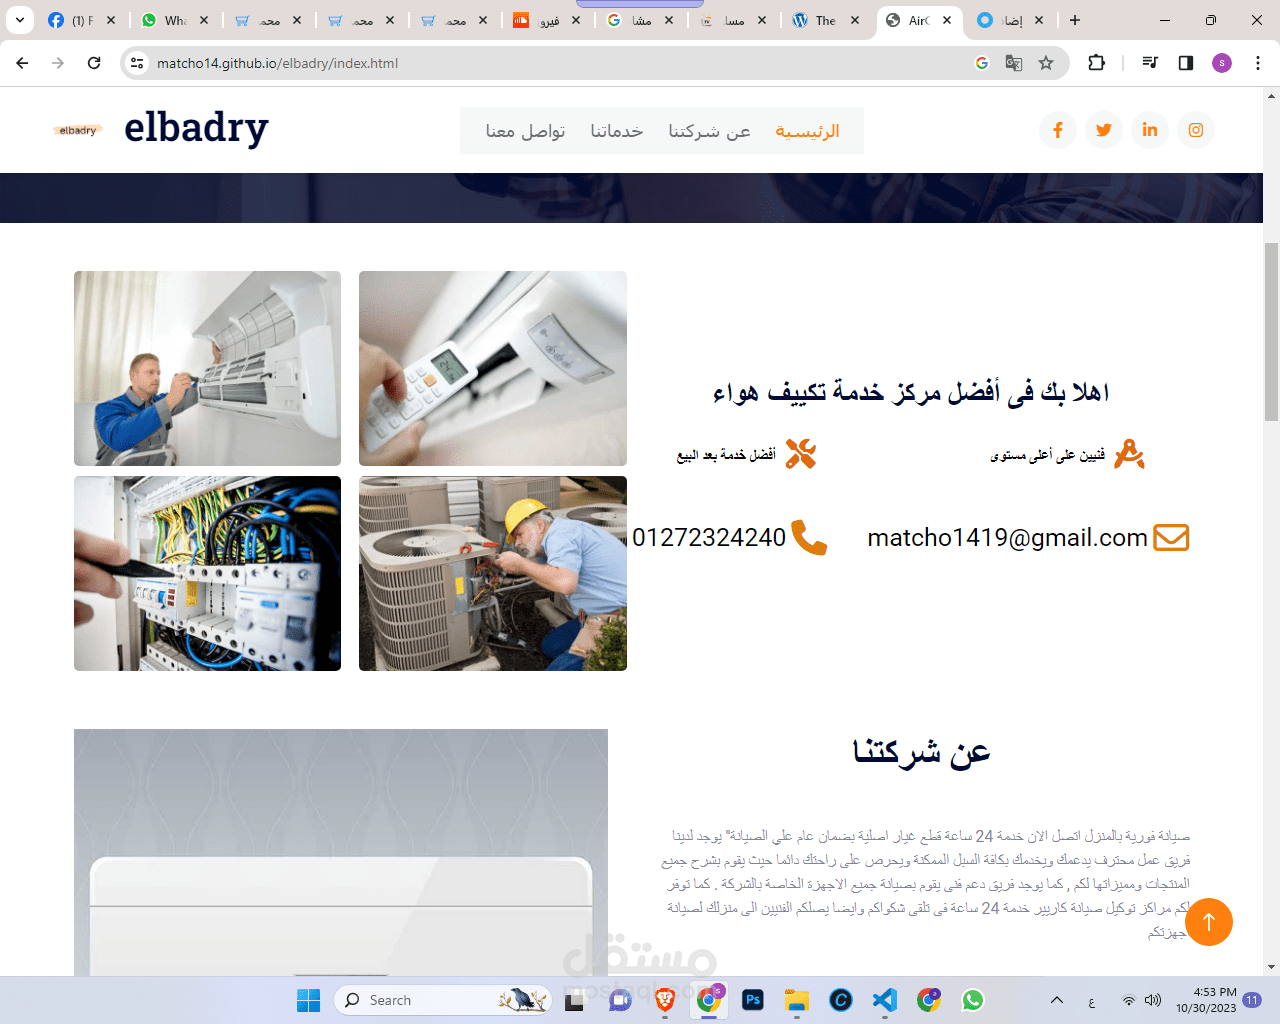 (1) F
Wha
محم
محم
محم
فيرو
مشا
مسل
The
AirC
إضاد
matcho14.github.io/elbadry/index.html
elbadry
elbadry
الرئيسية
عن شركتنا
خدماتنا
تواصل معنا
اهلا بك فى أفضل مركز خدمة تكييف هواء
فنيين على أعلى مستوى
أفضل خدمة بعد البيع
matcho1419@gmail.com
01272324240
عن شركتنا
صيانة فورية بالمنزل اتصل الان خدمة 24 ساعة قطع غيار اصلية بضمان عام علي الصيانة" يوجد لدينا
فريق عمل محترف يدعمك ويخدمك بكافة السبل الممكنة ويحرص على راحتك دائما حيث يقوم بشرح جميع
المنتجات ومميزاتها لكم , كما يوجد فريق دعم فنى يقوم بصيانة جميع الاجهزة الخاصة بالشركة . كما توفر
لكم مراكز توكيل صيانة كاريير خدمة 24 ساعة فى تلقى شكواكم وايضا يصلكم الفنيين الى منزلك لصيانة
جهزتكم
مستقل
mostaql.com
Search
ع
4:53 PM
10/30/2023
11